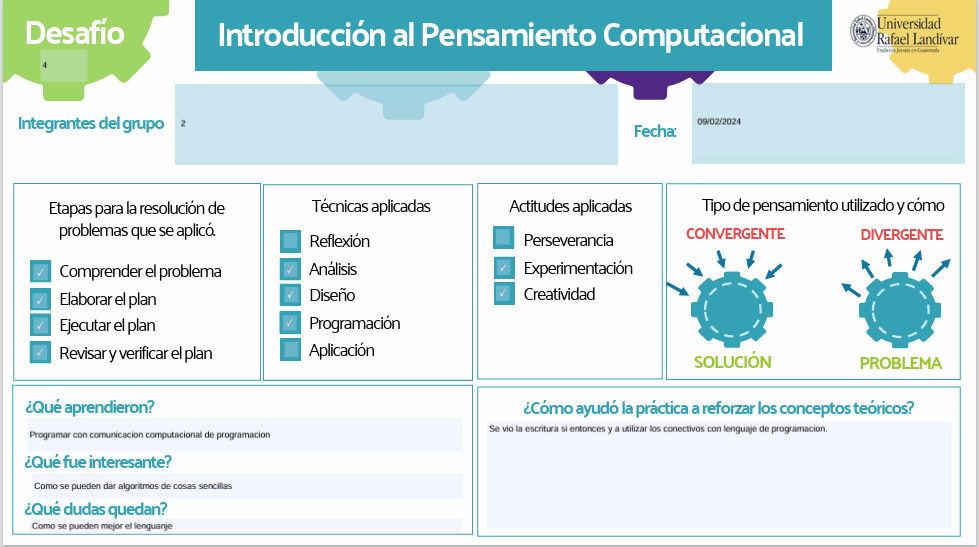 Desafío
4
Introducción al Pensamiento Computacional
Universidad
Rafael Landívar
Tradición Jesuita en Guatemala
Integrantes del grupo
2
Fecha:
09/02/2024
Etapas para la resolución de
problemas que se aplicó.
✓ Comprender el problema
✓ Elaborar el plan
✓ Ejecutar el plan
✓ Revisar y verificar el plan
Técnicas aplicadas
Reflexión
✓ Análisis
✓ Diseño
✓ Programación
Aplicación
Actitudes aplicadas
Perseverancia
✓ Experimentación
✓ Creatividad
Tipo de pensamiento utilizado y cómo
CONVERGENTE
SOLUCIÓN
DIVERGENTE
PROBLEMA
¿Qué aprendieron?
Programar con comunicacion computacional de programacion
¿Qué fue interesante?
Como se pueden dar algoritmos de cosas sencillas
¿Qué dudas quedan?
Como se pueden mejor el lenguanje
¿Cómo ayudó la práctica a reforzar los conceptos teóricos?
Se vio la escritura si entonces y a utilizar los conectivos con lenguaje de programacion.